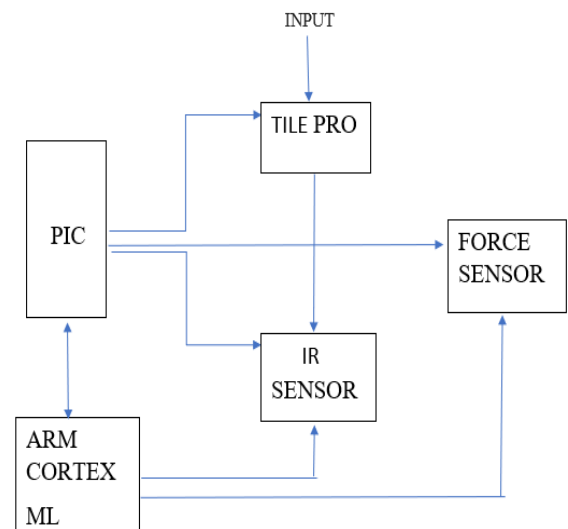 INPUT
TILE PRO
PIC
FORCE
SENSOR
IR
SENSOR
ARM
CORTEX
ML